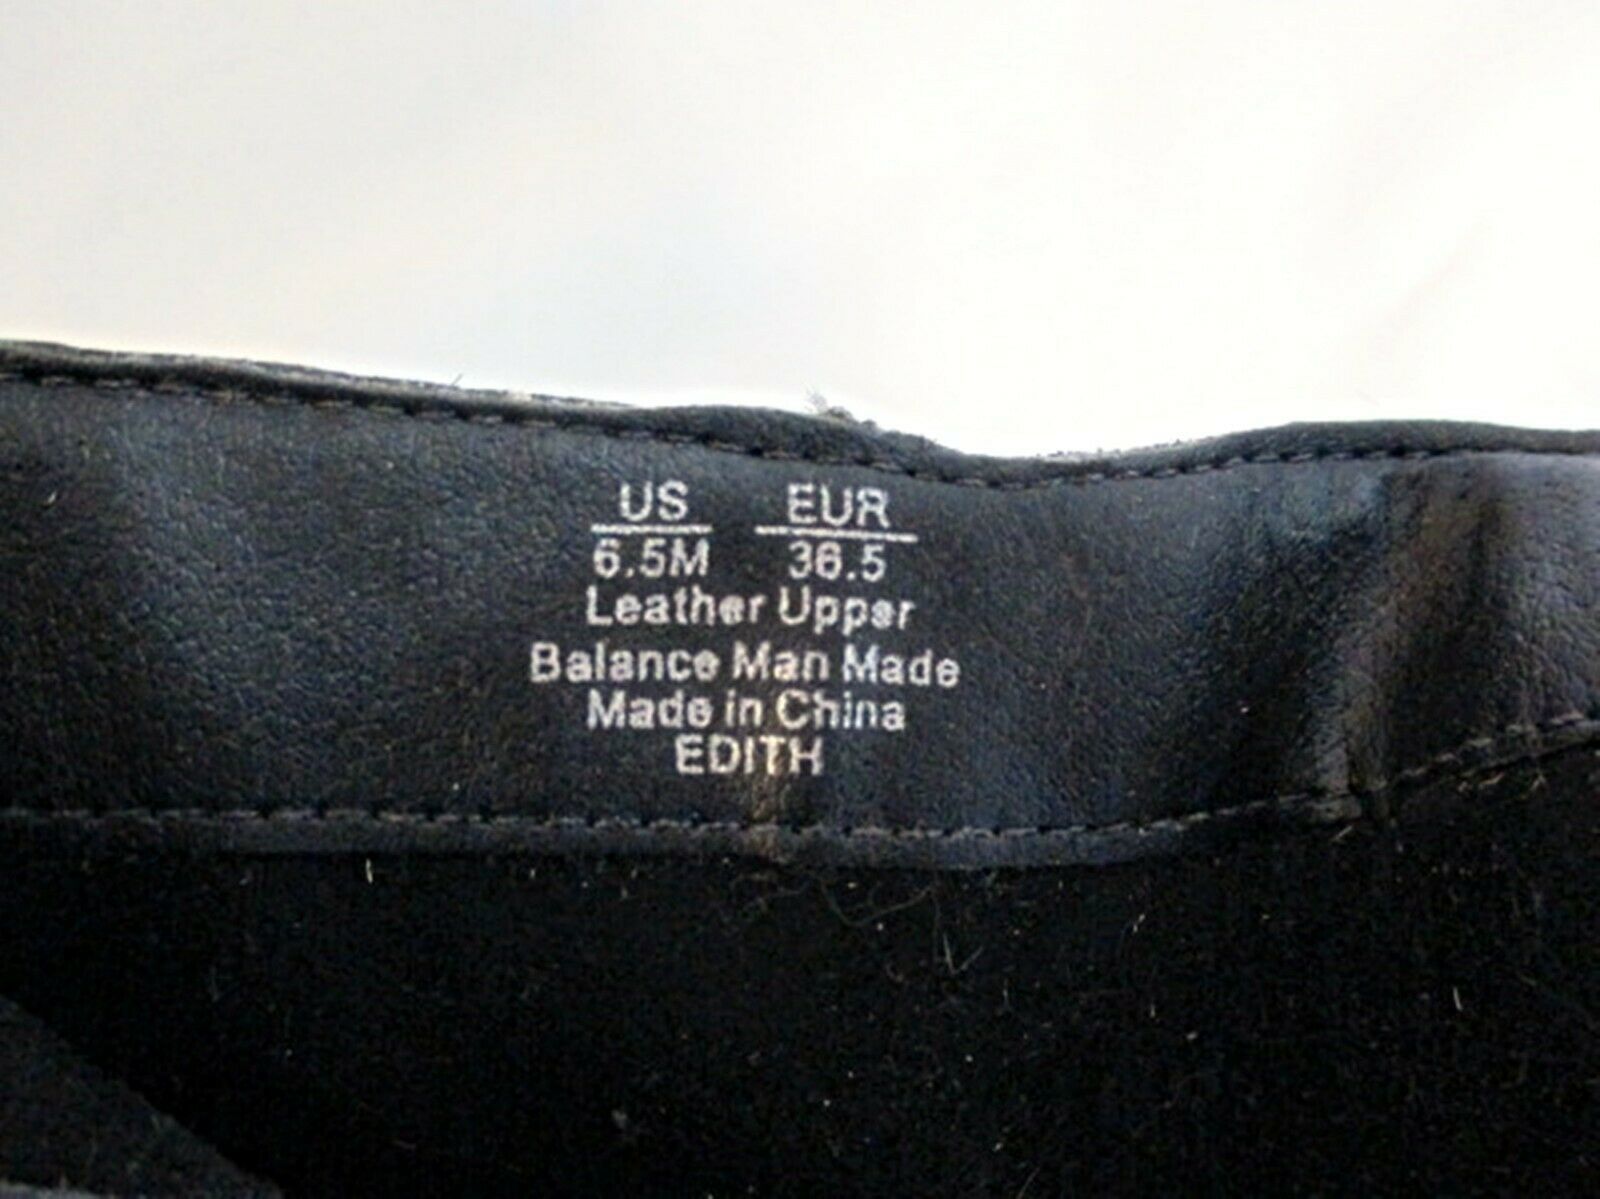 US EUR
6.5M 36.5
Leather Upper
Balance Man Made
Made in China
EDITH